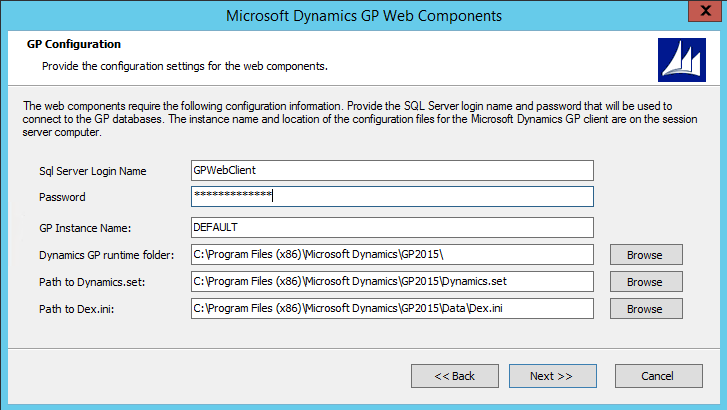 Microsoft Dynamics GP Web Components
X
GP Configuration
Provide the configuration settings for the web components.
The web components require the following configuration information. Provide the SQL Server login name and password that will be used to
connect to the GP databases. The instance name and location of the configuration files for the Microsoft Dynamics GP client are on the session
server computer.
Sql Server Login Name GPWebClient
Password *************
GP Instance Name: DEFAULT
Dynamics GP runtime folder: C:\Program Files (x86)\Microsoft Dynamics\GP2015\ Browse
Path to Dynamics.set: C:\Program Files (x86)\Microsoft Dynamics\GP2015\Dynamics.set Browse
Path to Dex.ini: C:\Program Files (x86)\Microsoft Dynamics\GP2015\Data\Dex.ini Browse
<< Back Next >> Cancel